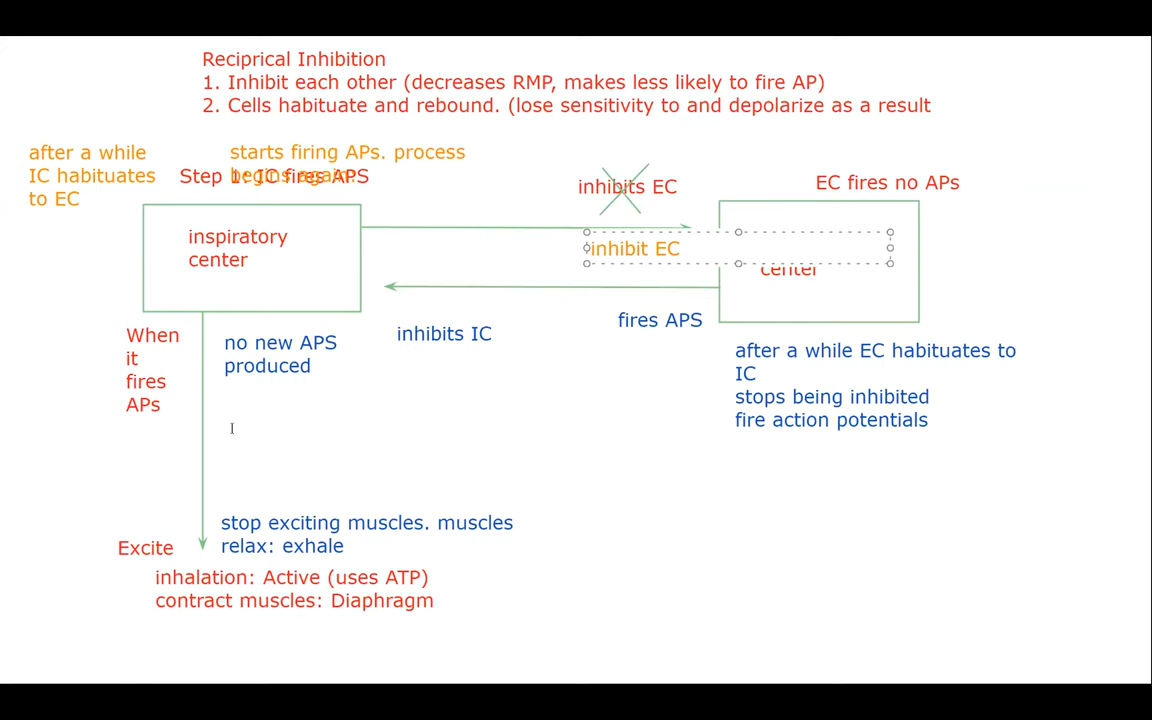 Reciprical Inhibition
1. Inhibit each other (decreases RMP, makes less likely to fire AP)
2. Cells habituate and rebound. (lose sensitivity to and depolarize as a result
after a while
IC habituates
to EC
starts firing APs. process
begins again.
Step 1: IC fires APS
inhibits EC
EC fires no APs
inspiratory
center
inhibit EC
center
inhibits IC
fires APS
When
it
fires
APs
no new APS
produced
after a while EC habituates to
IC
stops being inhibited
fire action potentials
stop exciting muscles. muscles
relax: exhale
Excite
inhalation: Active (uses ATP)
contract muscles: Diaphragm